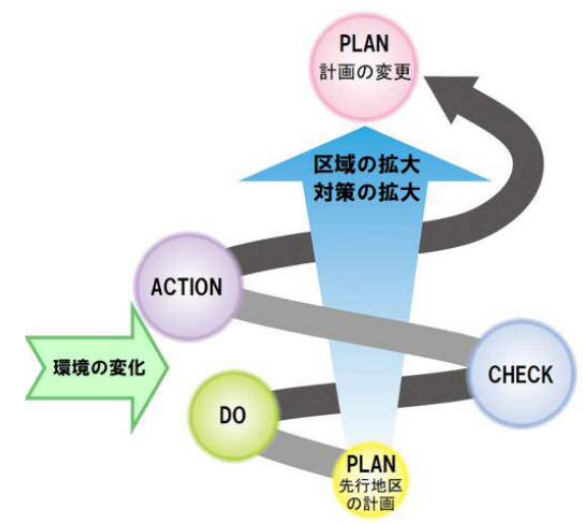 PLAN
計画の変更
区域の拡大
対策の拡大
ACTION
環境の変化
CHECK
DO
PLAN
先行地区
の計画